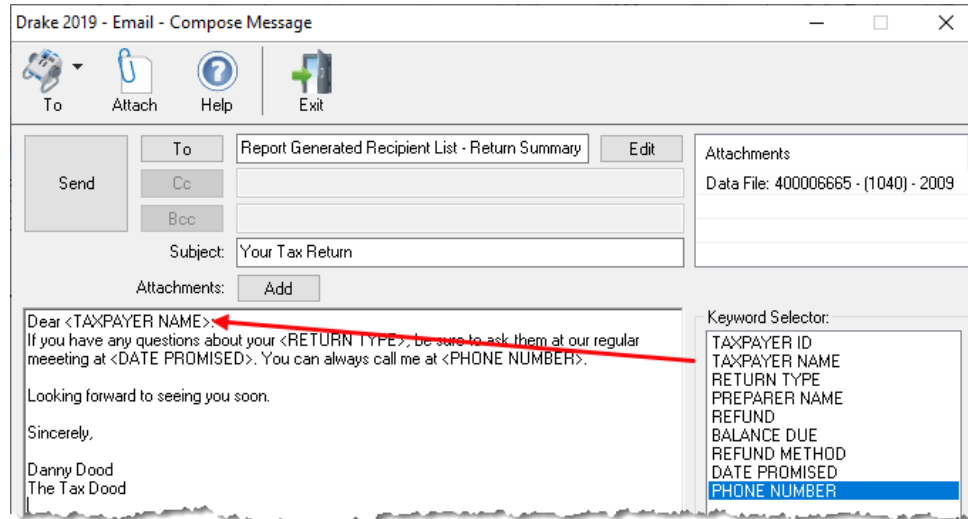 Drake 2019 - Email - Compose Message
To
Attach
Help
Exit
Send
To
Report Generated Recipient List - Return Summary
Edit
Cc
Bcc
Subject:
Your Tax Return
Attachments:
Add
Attachments
Data File: 400006665 - (1040) - 2009
Dear <TAXPAYER NAME>:
If you have any questions about your <RETURN TYPE>, be sure to ask them at our regular
meeeting at <DATE PROMISED>. You can always call me at <PHONE NUMBER>.
Looking forward to seeing you soon.
Sincerely,
Danny Dood
The Tax Dood
Keyword Selector:
TAXPAYER ID
TAXPAYER NAME
RETURN TYPE
PREPARER NAME
REFUND
BALANCE DUE
REFUND METHOD
DATE PROMISED
PHONE NUMBER